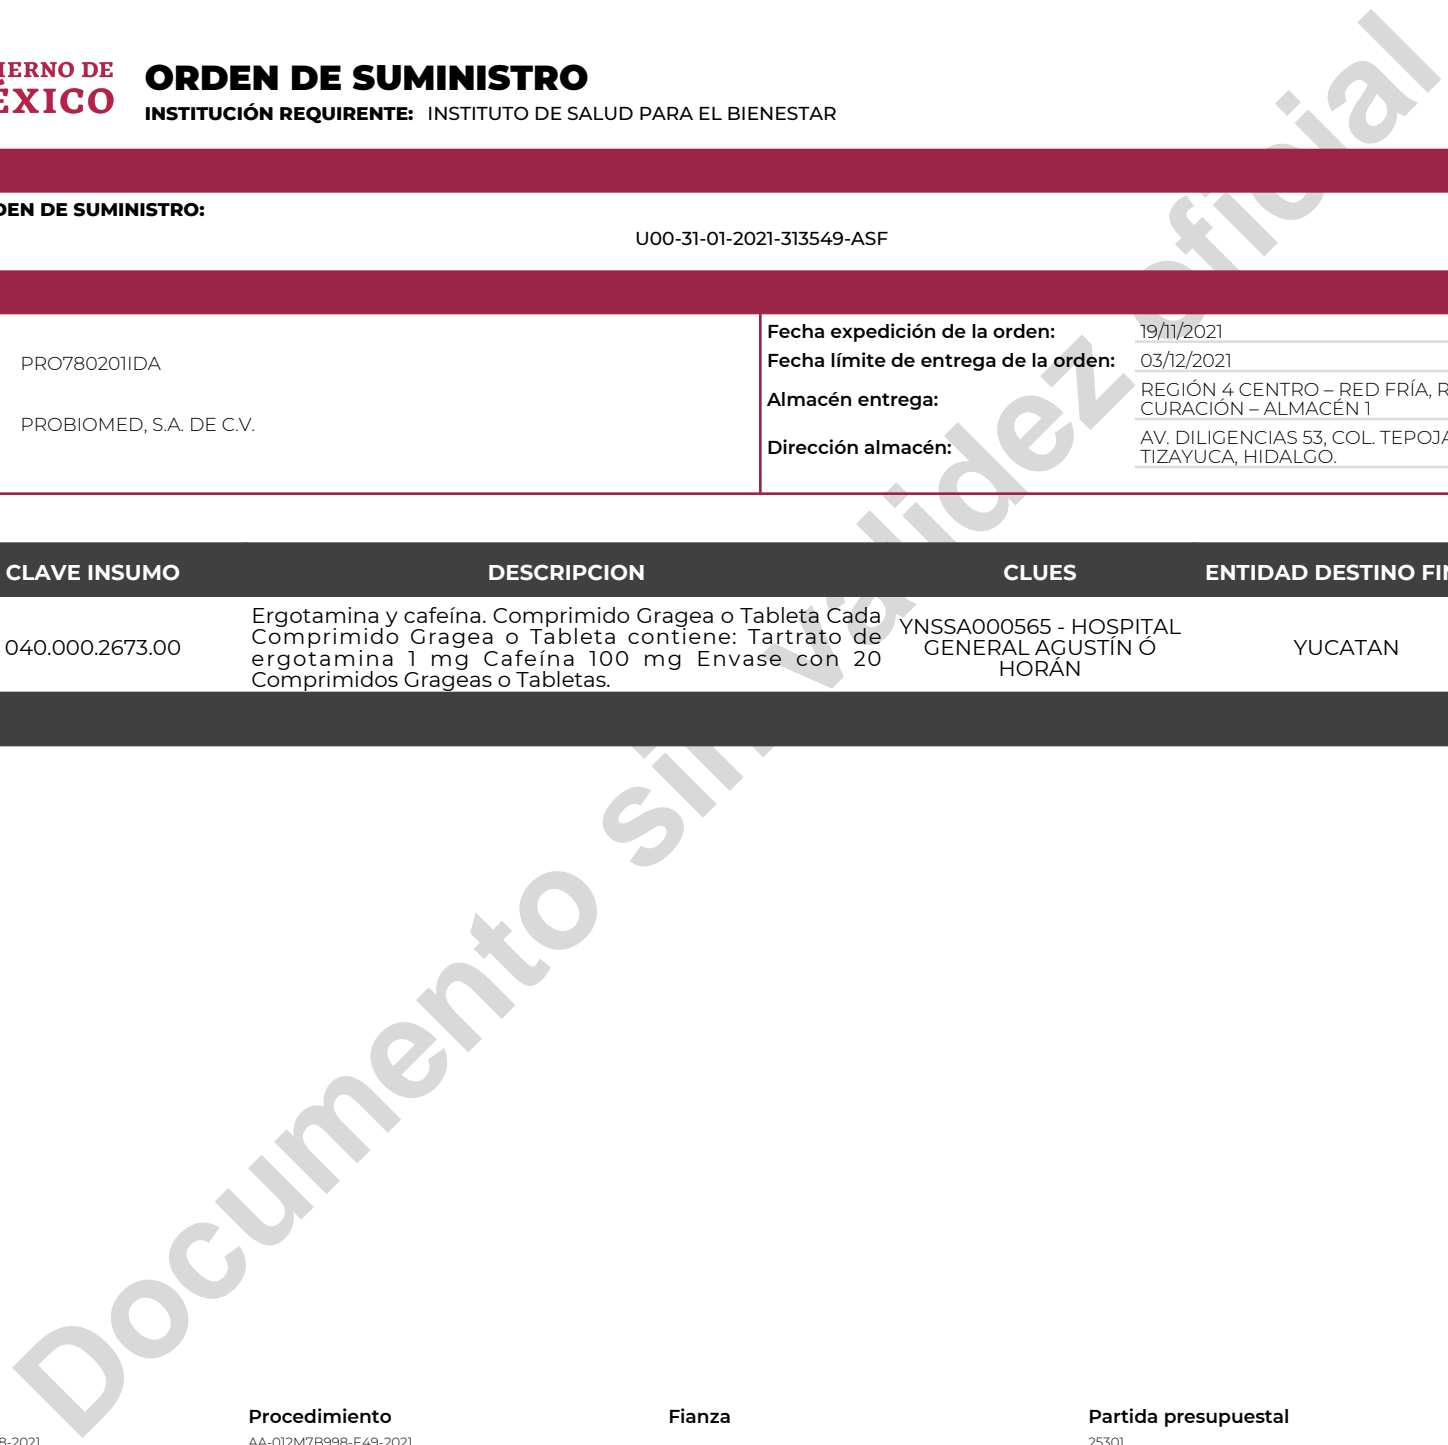 IERNO DE
ÉXICO
ORDEN DE SUMINISTRO
INSTITUCIÓN REQUIRENTE: INSTITUTO DE SALUD PARA EL BIENESTAR
DEN DE SUMINISTRO:
U00-31-01-2021-313549-ASF
PRO780201IDA
PROBIOMED, S.A. DE C.V.
Fecha expedición de la orden: 19/11/2021
Fecha límite de entrega de la orden: 03/12/2021
Almacén entrega: REGIÓN 4 CENTRO – RED FRÍA, R
CURACIÓN – ALMACÉN 1
Dirección almacén: AV. DILIGENCIAS 53, COL. TEPOJA
TIZAYUCA, HIDALGO.
CLAVE INSUMO DESCRIPCION CLUES ENTIDAD DESTINO FIN
040.000.2673.00
Ergotamina y cafeína. Comprimido Gragea o Tableta Cada
Comprimido Gragea o Tableta contiene: Tartrato de
ergotamina 1 mg Cafeína 100 mg Envase con 20
Comprimidos Grageas o Tabletas.
YNSSA000565 - HOSPITAL
GENERAL AGUSTÍN Ó
HORÁN
YUCATAN
Documento sin validez oficial
Procedimiento Fianza Partida presupuestal
8-2021 AA-012M7B998-E49-2021 25301